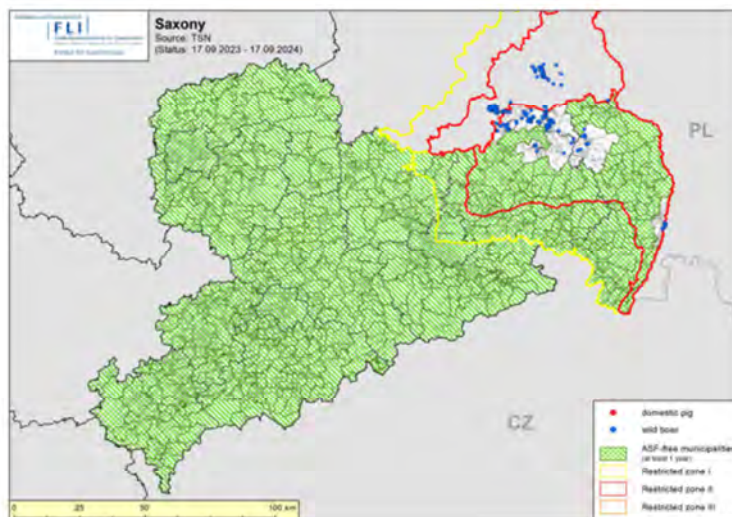 FLI
Saxony
Source: TSN
(Status: 17.09.2023 - 17.09.2024)
PL
CZ
domestic pig
wild boar
ASF-free municipalities
(at least 1 year)
Restricted zone I
Restricted zone II
Restricted zone III
0 25 50 100 km